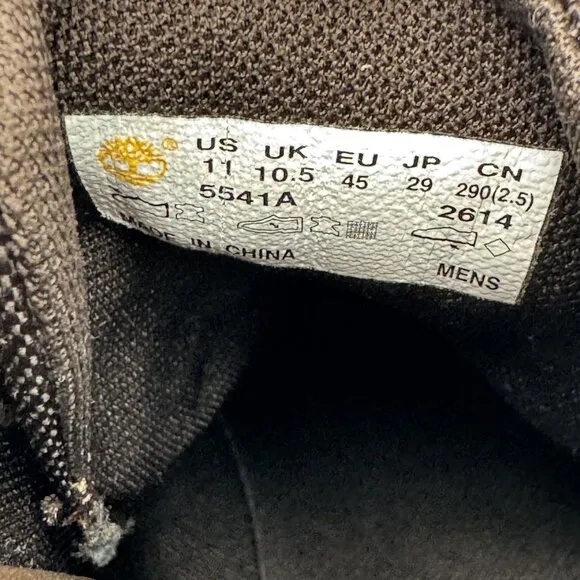 ® US UK EU JP CN
11 10.5 45 29 290(2.5)
5541A 2614
MADE IN CHINA MENS